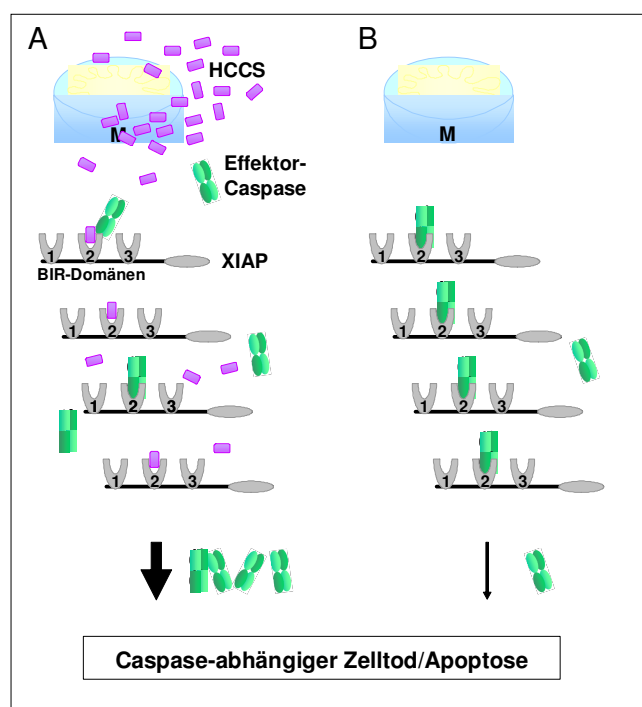 A
B
HCCS
M
M
Effektor-
Caspase
1 2 3
XIAP
BIR-Domänen
1 2 3
1 2 3
1 2 3
1 2 3
1 2 3
1 2 3
1 2 3
Caspase-abhängiger Zelltod/Apoptose